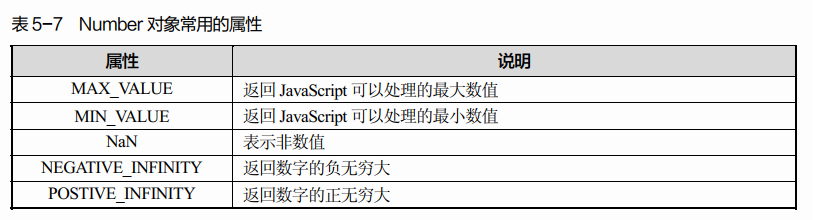 表 5-7 Number 对象常用的属性
属性 说明
MAX_VALUE 返回 JavaScript 可以处理的最大数值
MIN_VALUE 返回 JavaScript 可以处理的最小数值
NaN 表示非数值
NEGATIVE_INFINITY 返回数字的负无穷大
POSTIVE_INFINITY 返回数字的正无穷大